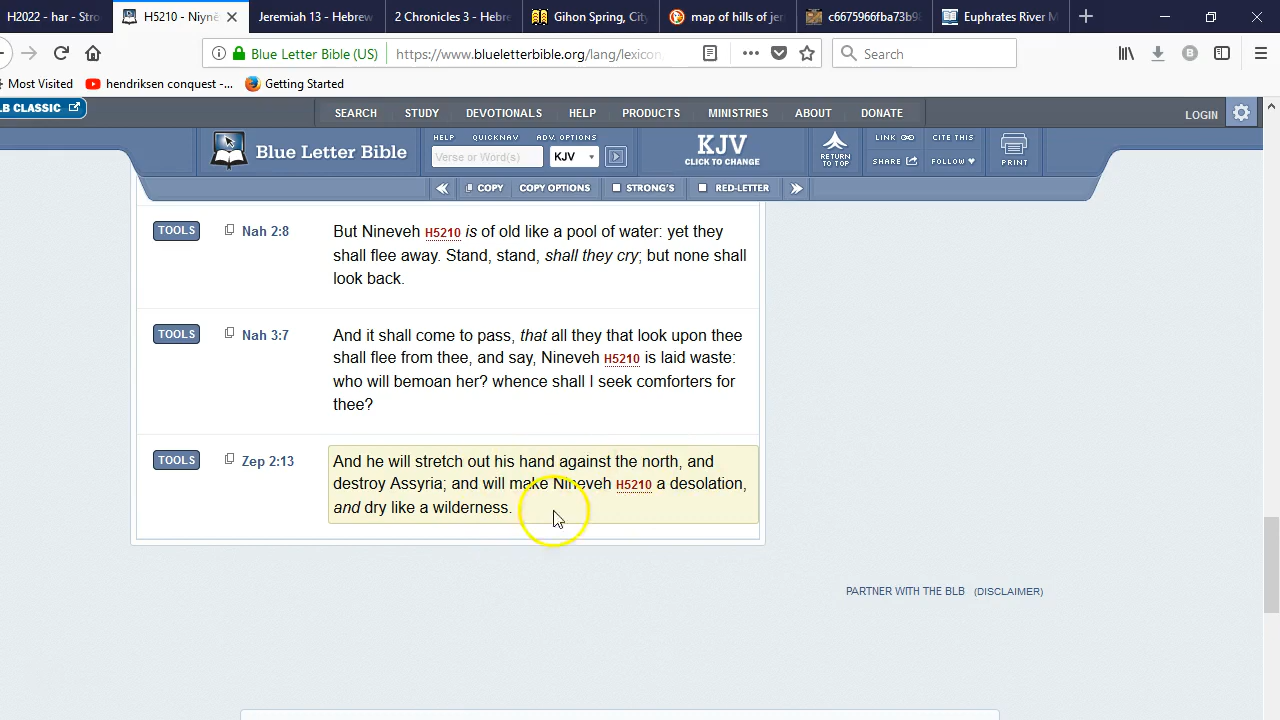 H2022 - har - Stro
H5210 - Niynē
Jeremiah 13 - Hebrew
2 Chronicles 3 - Hebre
Gihon Spring, City
map of hills of jer
c6675966fba73b98
Euphrates River M
Blue Letter Bible (US)
https://www.blueletterbible.org/lang/lexicon,
Search
Most Visited
hendriksen conquest -...
Getting Started
LB CLASSIC
SEARCH STUDY DEVOTIONALS HELP PRODUCTS MINISTRIES ABOUT DONATE
LOGIN
Blue Letter Bible
HELP QUICKNAV ADV. OPTIONS
Verse or Word(s) KJV
KJV
CLICK TO CHANGE
RETURN
TO TOP
LINK CITE THIS
SHARE FOLLOW
PRINT
COPY COPY OPTIONS STRONG'S RED-LETTER
TOOLS Nah 2:8
But Nineveh H5210 is of old like a pool of water: yet they
shall flee away. Stand, stand, shall they cry; but none shall
look back.
TOOLS Nah 3:7
And it shall come to pass, that all they that look upon thee
shall flee from thee, and say, Nineveh H5210 is laid waste:
who will bemoan her? whence shall I seek comforters for
thee?
TOOLS Zep 2:13
And he will stretch out his hand against the north, and
destroy Assyria; and will make Nineveh H5210 a desolation,
and dry like a wilderness.
PARTNER WITH THE BLB (DISCLAIMER)